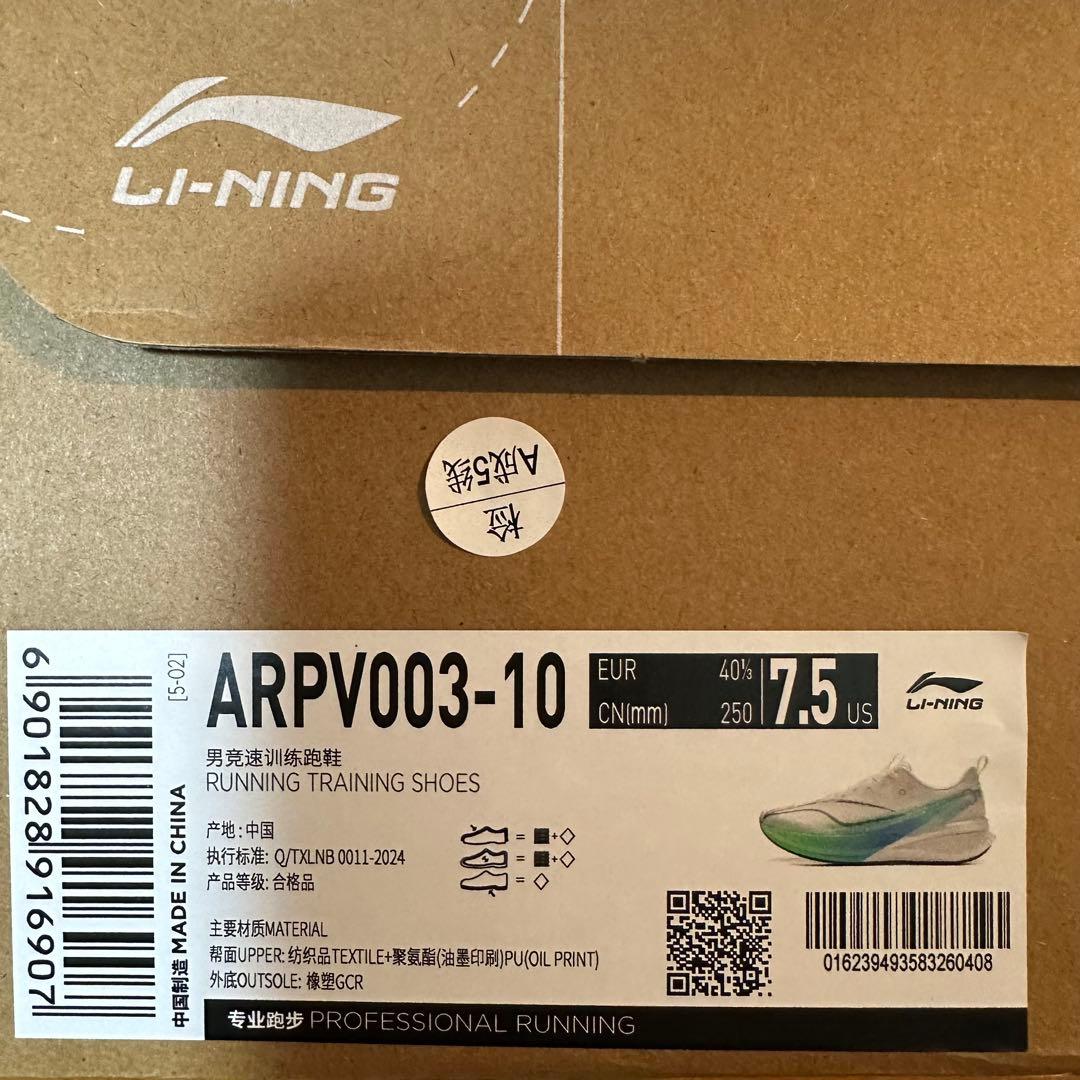 LI-NING
A成5线
检
6901828916907
[5-02]
中国制造 MADE IN CHINA
ARPV003-10
EUR 40⅓
CN(mm) 250
7.5 US
LI-NING
男竞速训练跑鞋
RUNNING TRAINING SHOES
产地: 中国
执行标准: Q/TXLNB 0011-2024
产品等级: 合格品
主要材质MATERIAL
帮面UPPER: 纺织品TEXTILE+聚氨酯(油墨印刷)PU(OIL PRINT)
外底OUTSOLE: 橡塑GCR
016239493583260408
专业跑步 PROFESSIONAL RUNNING